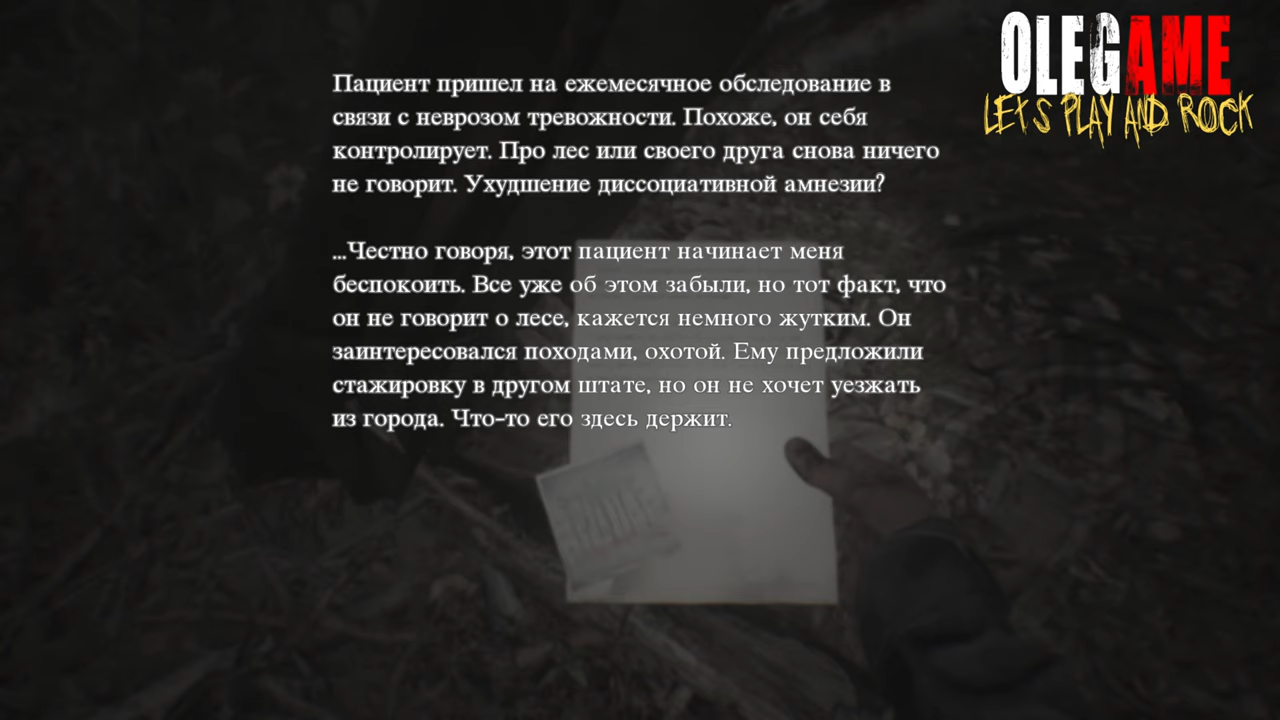 OLEGAME
LET'S PLAY AND ROCK
Пациент пришел на ежемесячное обследование в
связи с неврозом тревожности. Похоже, он себя
контролирует. Про лес или своего друга снова ничего
не говорит. Ухудшение диссоциативной амнезии?
...Честно говоря, этот пациент начинает меня
беспокоить. Все уже об этом забыли, но тот факт, что
он не говорит о лесе, кажется немного жутким. Он
заинтересовался походами, охотой. Ему предложили
стажировку в другом штате, но он не хочет уезжать
из города. Что-то его здесь держит.